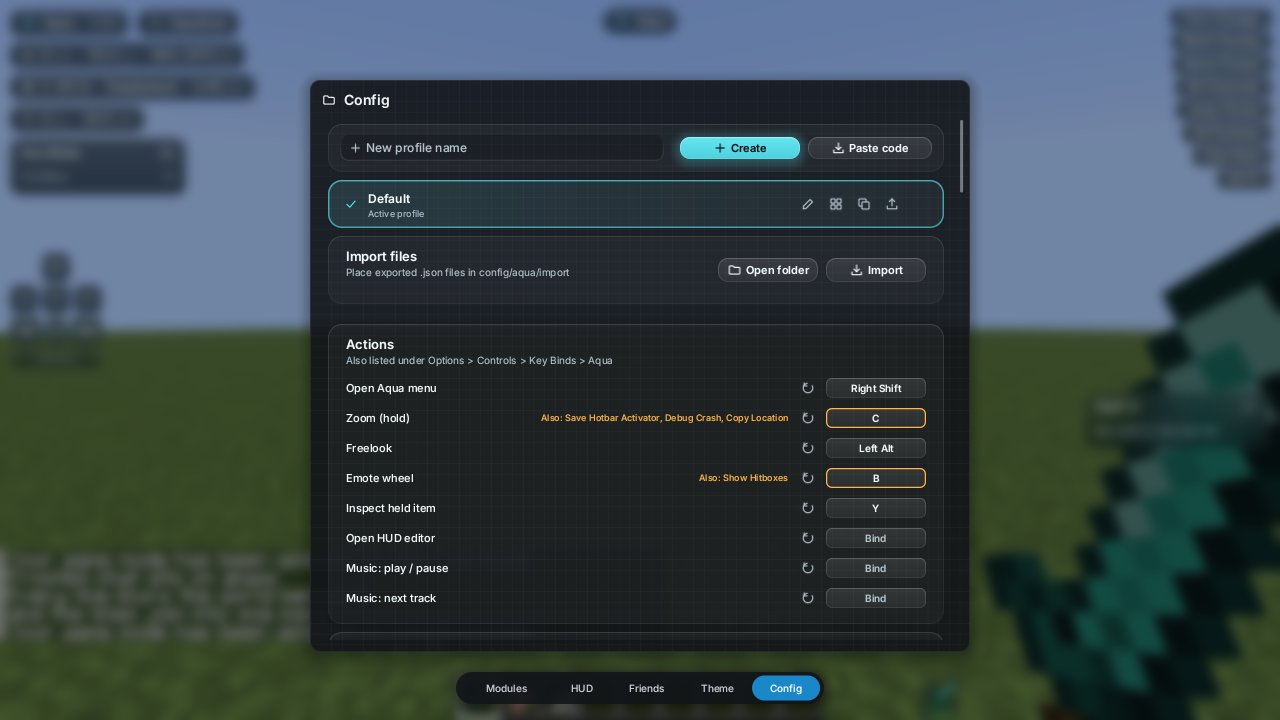 Config
New profile name
Create
Paste code
Default
Active profile
Import files
Place exported .json files in config/aqua/import
Open folder
Import
Actions
Also listed under Options > Controls > Key Binds > Aqua
Open Aqua menu
Right Shift
Zoom (hold)
Also: Save Hotbar Activator, Debug Crash, Copy Location
C
Freelook
Left Alt
Emote wheel
Also: Show Hitboxes
B
Inspect held item
Y
Open HUD editor
Bind
Music: play / pause
Bind
Music: next track
Bind
Modules
HUD
Friends
Theme
Config